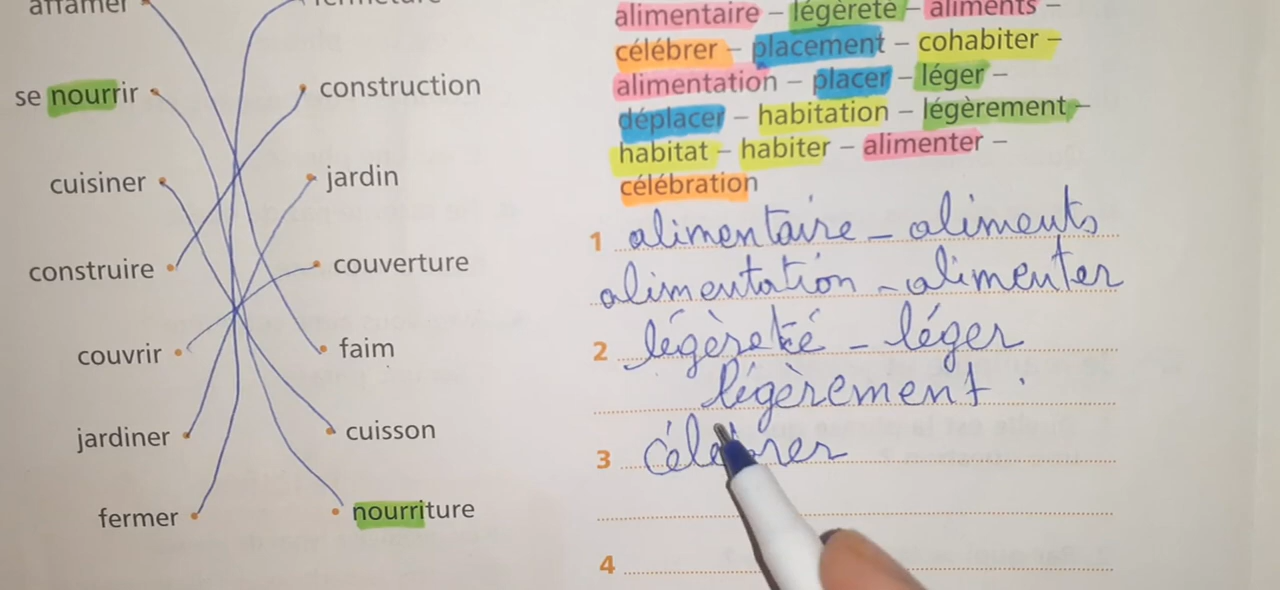 affamer
fermeture
se nourrir
construction
cuisiner
jardin
construire
couverture
couvrir
faim
jardiner
cuisson
fermer
nourriture
alimentaire – légèreté – aliments –
célébrer – placement – cohabiter –
alimentation – placer – léger –
déplacer – habitation – légèrement –
habitat – habiter – alimenter –
célébration
1 alimentaire – aliments
alimentation – alimenter
2 légèreté – léger
légèrement.
3 célébrer
4